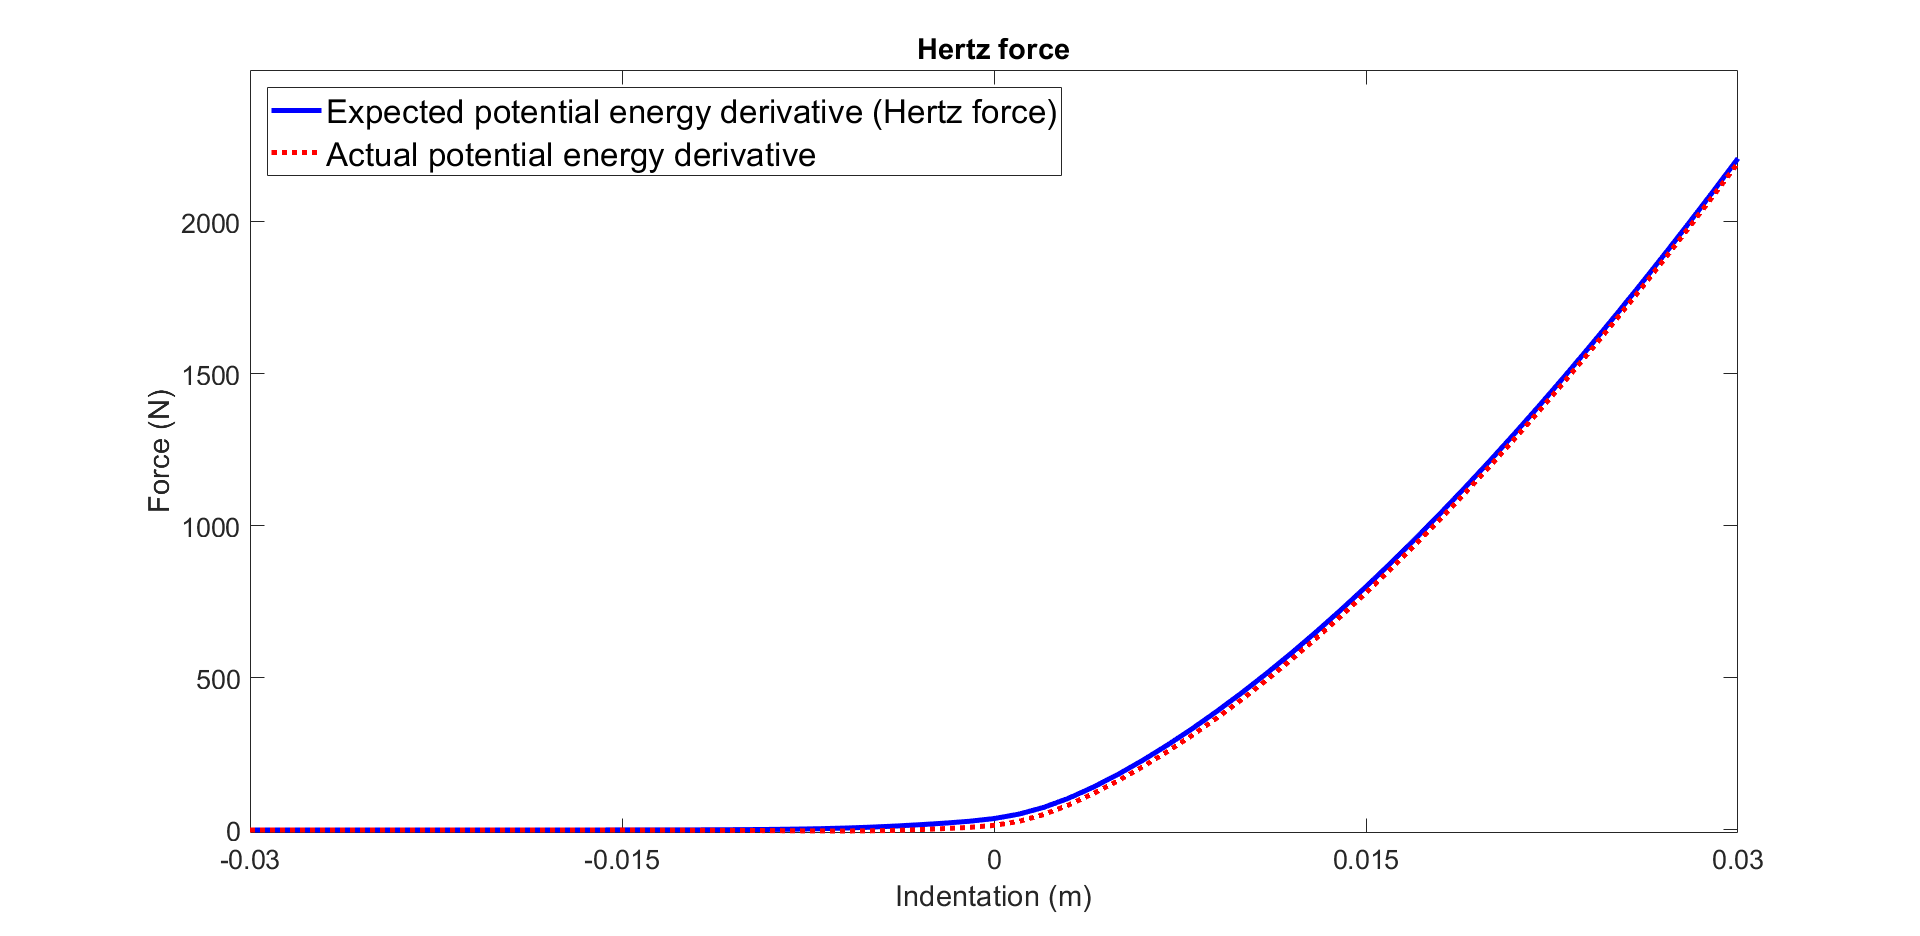 Hertz force
Expected potential energy derivative (Hertz force)
Actual potential energy derivative
2000
1500
1000
500
0
Force (N)
-0.03 -0.015 0 0.015 0.03
Indentation (m)